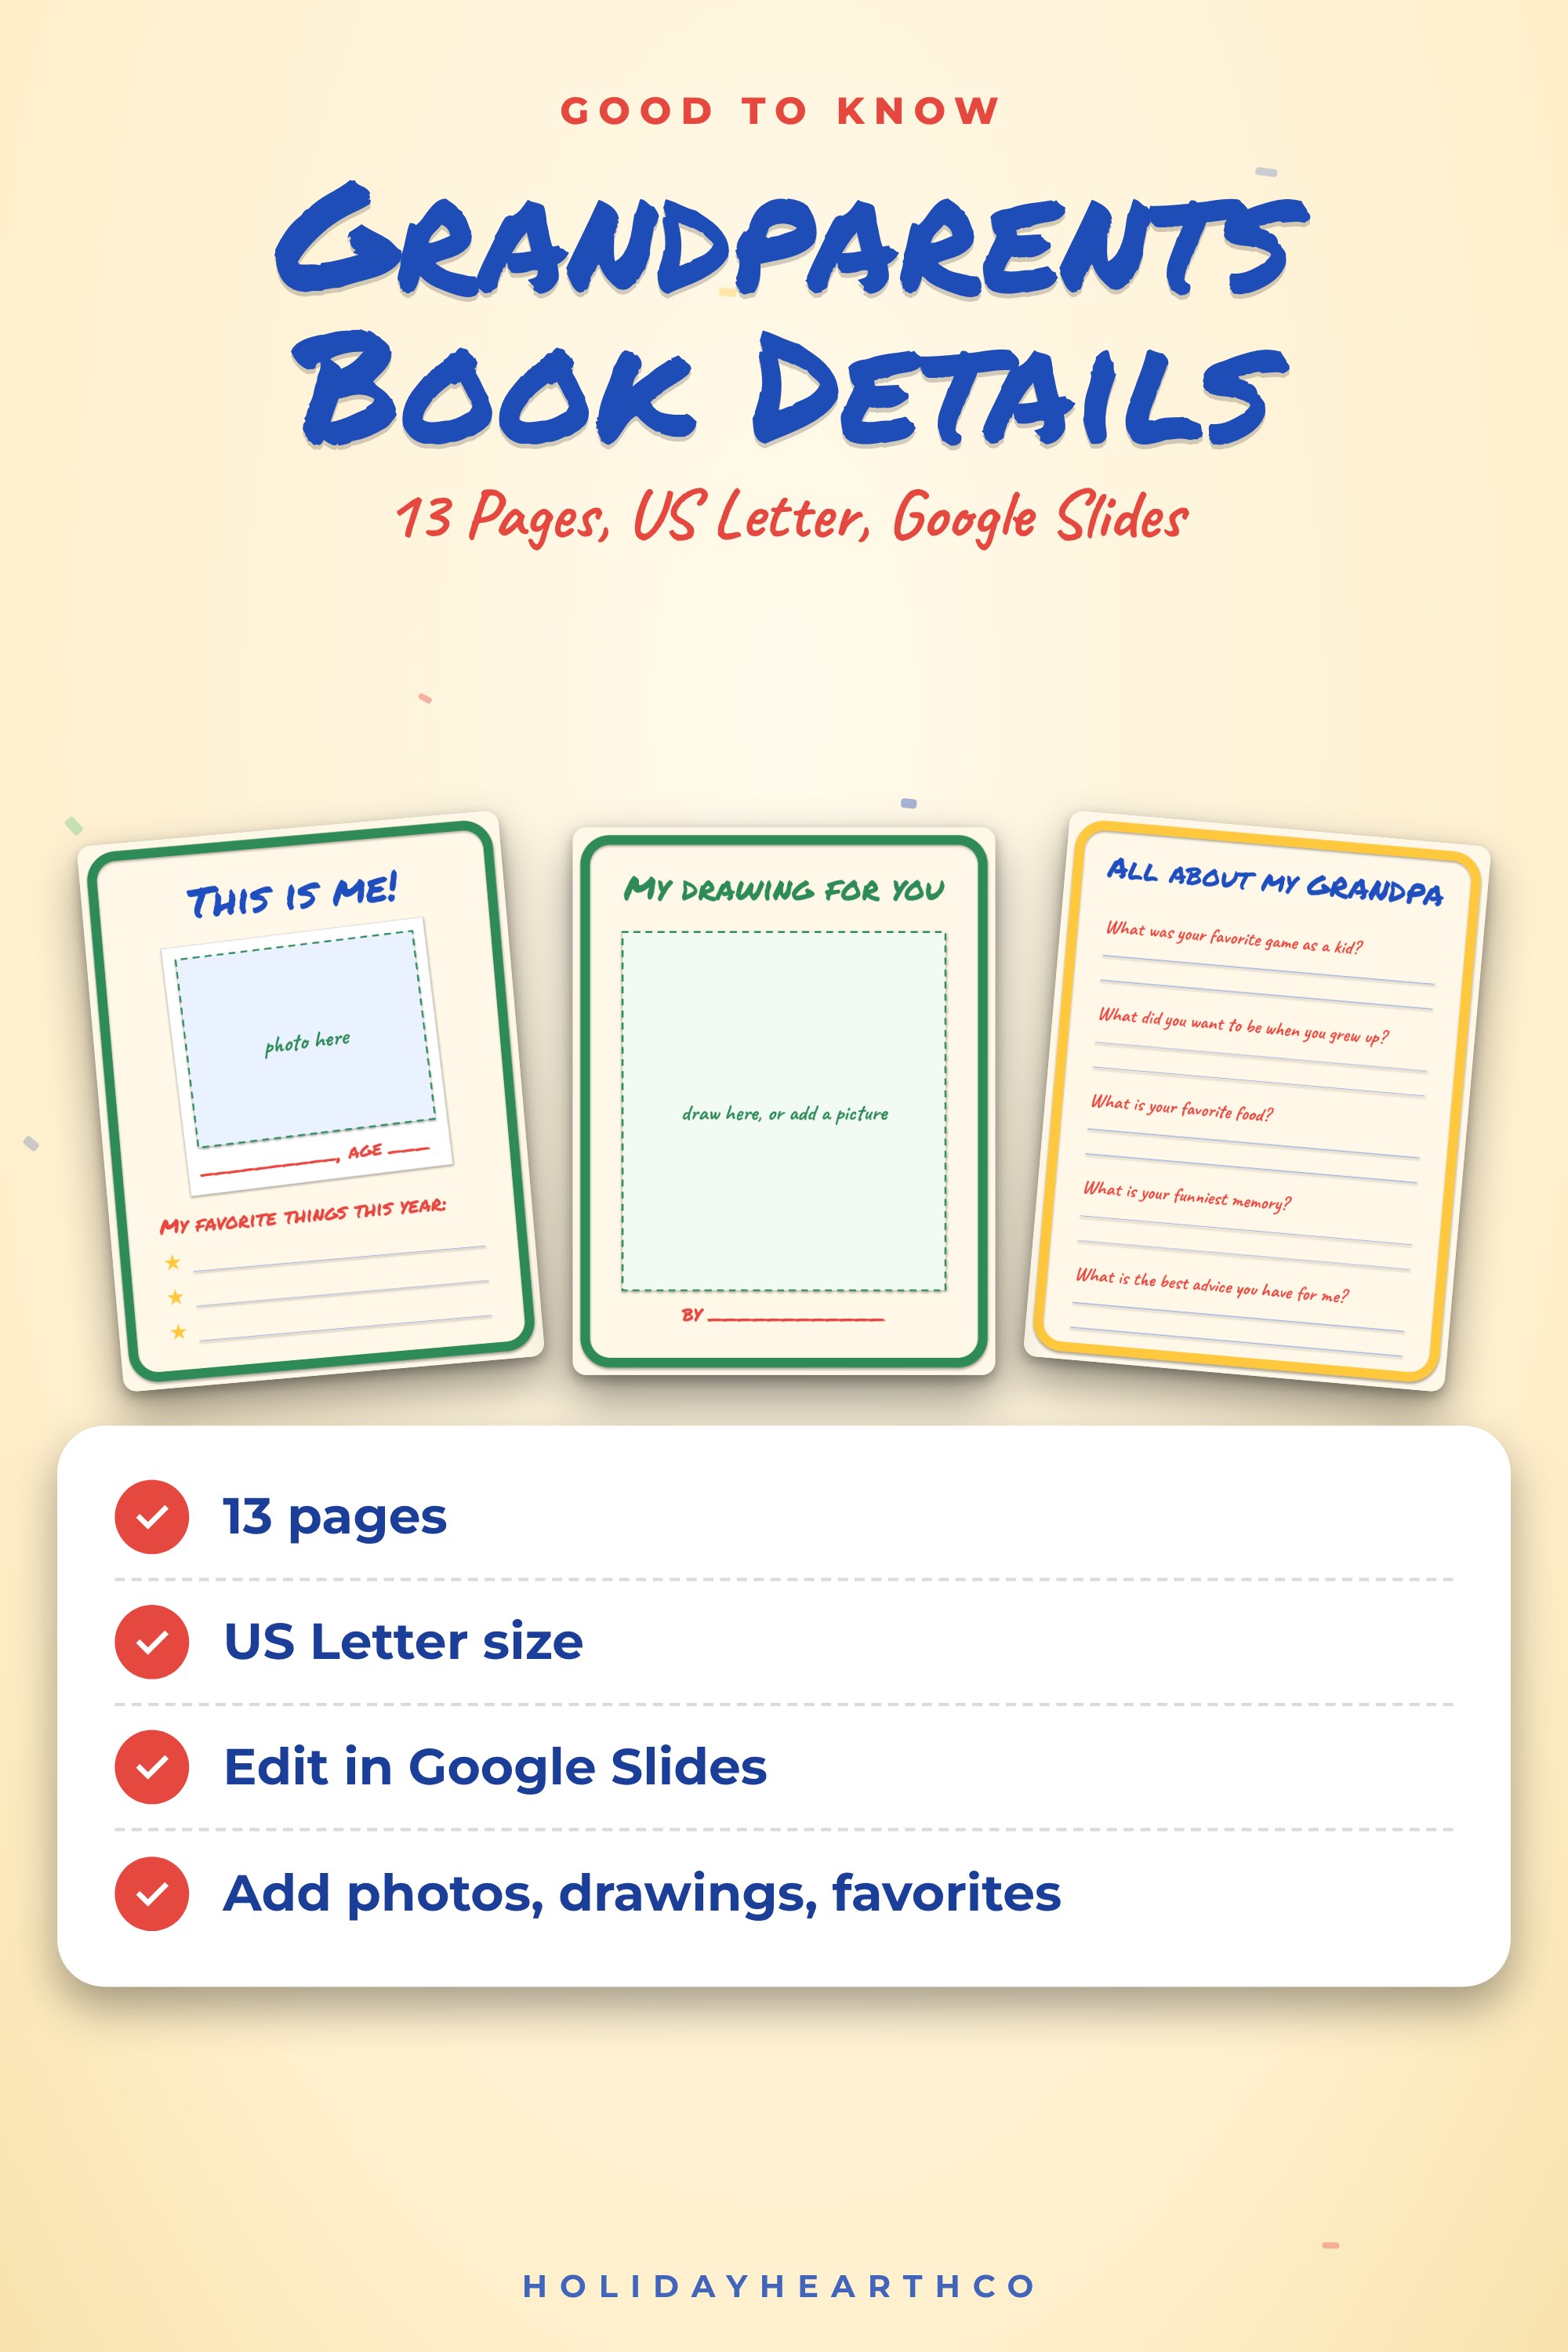 GOOD TO KNOW
GRANDPARENTS
BOOK DETAILS
13 Pages, US Letter, Google Slides
THIS IS ME!
photo here
____________, AGE ____
MY FAVORITE THINGS THIS YEAR:
MY DRAWING FOR YOU
draw here, or add a picture
BY ________________
ALL ABOUT MY GRANDPA
What was your favorite game as a kid?
What did you want to be when you grew up?
What is your favorite food?
What is your funniest memory?
What is the best advice you have for me?
13 pages
US Letter size
Edit in Google Slides
Add photos, drawings, favorites
HOLIDAYHEARTHCO